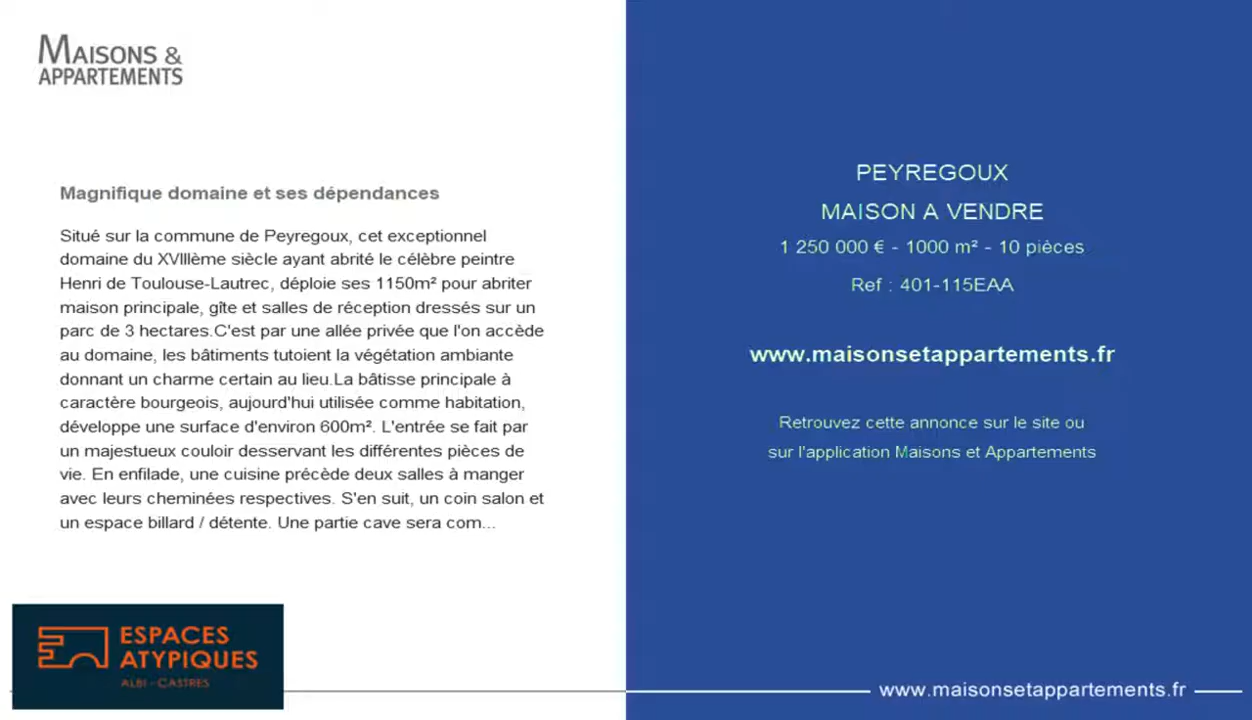 MAISONS &
APPARTEMENTS
Magnifique domaine et ses dépendances
Situé sur la commune de Peyregoux, cet exceptionnel
domaine du XVIIIème siècle ayant abrité le célèbre peintre
Henri de Toulouse-Lautrec, déploie ses 1150m² pour abriter
maison principale, gîte et salles de réception dressés sur un
parc de 3 hectares.C'est par une allée privée que l'on accède
au domaine, les bâtiments tutoient la végétation ambiante
donnant un charme certain au lieu.La bâtisse principale à
caractère bourgeois, aujourd'hui utilisée comme habitation,
développe une surface d'environ 600m². L'entrée se fait par
un majestueux couloir desservant les différentes pièces de
vie. En enfilade, une cuisine précède deux salles à manger
avec leurs cheminées respectives. S'en suit, un coin salon et
un espace billard / détente. Une partie cave sera com...
ESPACES
ATYPIQUES
ALBI - CASTRES
PEYREGOUX
MAISON A VENDRE
1 250 000 € - 1000 m² - 10 pièces
Ref : 401-115EAA
www.maisonsetappartements.fr
Retrouvez cette annonce sur le site ou
sur l'application Maisons et Appartements
www.maisonsetappartements.fr